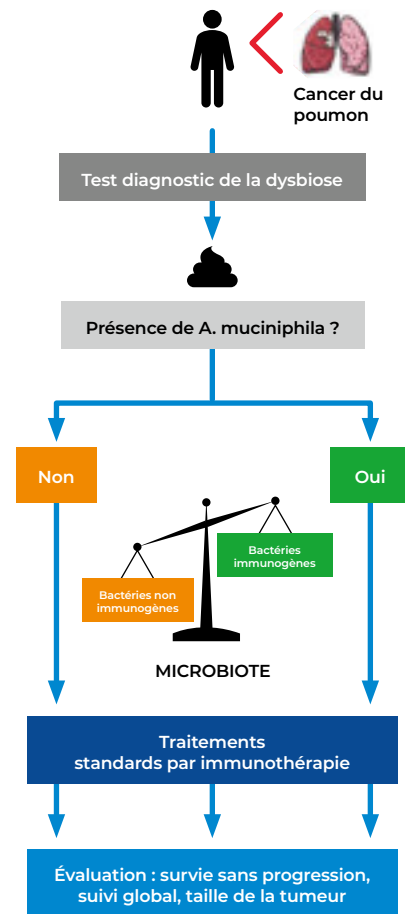 Cancer du
poumon
Test diagnostic de la dysbiose
Présence de A. muciniphila ?
Non
Oui
Bactéries
immunogènes
Bactéries non
immunogènes
MICROBIOTE
Traitements
standards par immunothérapie
Évaluation : survie sans progression,
suivi global, taille de la tumeur